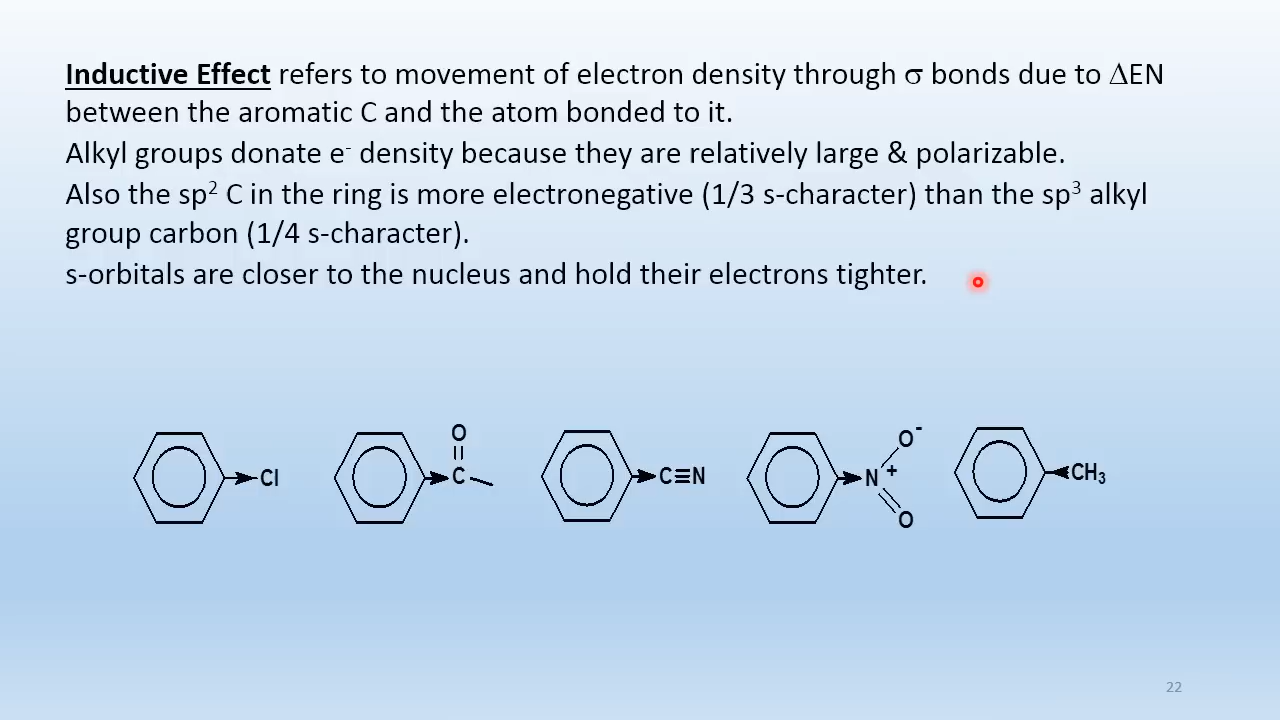 Inductive Effect refers to movement of electron density through σ bonds due to ΔEN
between the aromatic C and the atom bonded to it.
Alkyl groups donate e⁻ density because they are relatively large & polarizable.
Also the sp² C in the ring is more electronegative (1/3 s-character) than the sp³ alkyl
group carbon (1/4 s-character).
s-orbitals are closer to the nucleus and hold their electrons tighter.
Cl
O
C
C≡N
O⁻
N⁺
O
CH₃
22